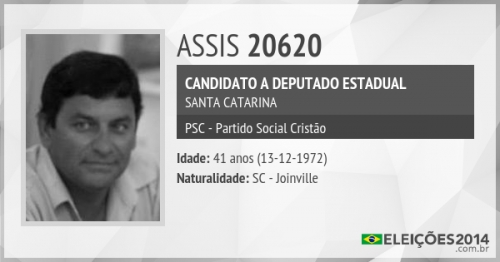 ASSIS 20620
CANDIDATO A DEPUTADO ESTADUAL
SANTA CATARINA
PSC - Partido Social Cristão
Idade: 41 anos (13-12-1972)
Naturalidade: SC - Joinville
ELEIÇÕES2014
.com.br